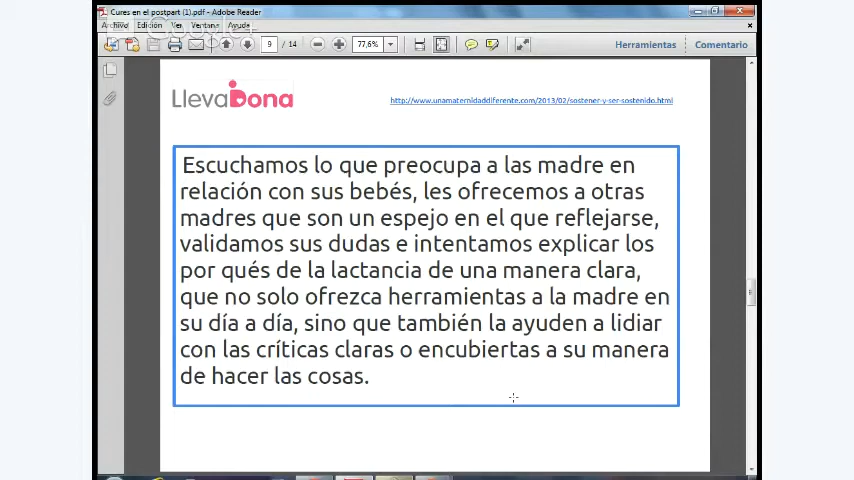 Cures en el postpart (1).pdf - Adobe Reader
Archivo Edición Ver Ventana Ayuda
Google+
9 / 14 77,6% Herramientas Comentario
LlevaDona
http://www.unamaternidaddiferente.com/2013/02/sostener-y-ser-sostenido.html
Escuchamos lo que preocupa a las madre en
relación con sus bebés, les ofrecemos a otras
madres que son un espejo en el que reflejarse,
validamos sus dudas e intentamos explicar los
por qués de la lactancia de una manera clara,
que no solo ofrezca herramientas a la madre en
su día a día, sino que también la ayuden a lidiar
con las críticas claras o encubiertas a su manera
de hacer las cosas.